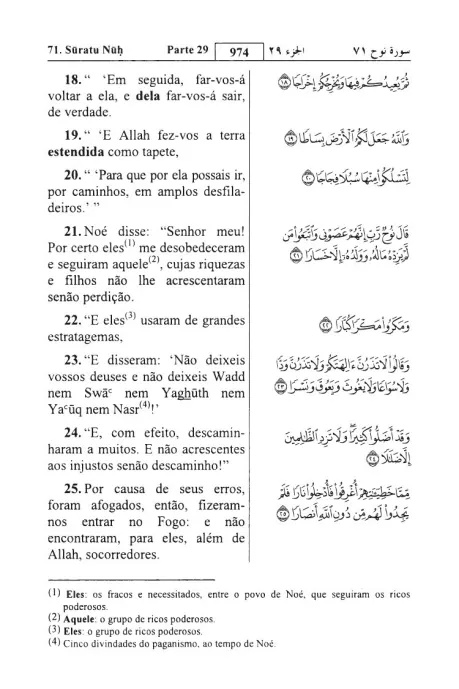 71. Sūratu Nūḥ Parte 29 974 الجزء ٢٩ سورة نوح ٧١
18. “ ‘Em seguida, far-vos-á
voltar a ela, e dela far-vos-á sair,
de verdade.
19. “ ‘E Allah fez-vos a terra
estendida como tapete,
20. “ ‘Para que por ela possais ir,
por caminhos, em amplos desfila-
deiros.’ ”
21. Noé disse: “Senhor meu!
Por certo eles(1) me desobedeceram
e seguiram aquele(2), cujas riquezas
e filhos não lhe acrescentaram
senão perdição.
22. “E eles(3) usaram de grandes
estratagemas,
23. “E disseram: ‘Não deixeis
vossos deuses e não deixeis Wadd
nem Swāᶜ nem Yaghūth nem
Yaᶜūq nem Nasr(4)!’
24. “E, com efeito, descamin-
haram a muitos. E não acrescentes
aos injustos senão descaminho!”
25. Por causa de seus erros,
foram afogados, então, fizeram-
nos entrar no Fogo: e não
encontraram, para eles, além de
Allah, socorredores.
ثُمَّ يُعِيدُكُمْ فِيهَا وَيُخْرِجُكُمْ إِخْرَاجًا ١٨
وَاللَّهُ جَعَلَ لَكُمُ الْأَرْضَ بِسَاطًا ١٩
لِتَسْلُكُوا مِنْهَا سُبُلًا فِجَاجًا ٢٠
قَالَ نُوحٌ رَبِّ إِنَّهُمْ عَصَوْنِي وَاتَّبَعُوا مَنْ
لَمْ يَزِدْهُ مَالُهُ وَوَلَدُهُ إِلَّا خَسَارًا ٢١
وَمَكَرُوا مَكْرًا كُبَّارًا ٢٢
وَقَالُوا لَا تَذَرُنَّ آلِهَتَكُمْ وَلَا تَذَرُنَّ وَدًّا
وَلَا سُوَاعًا وَلَا يَغُوثَ وَيَعُوقَ وَنَسْرًا ٢٣
وَقَدْ أَضَلُّوا كَثِيرًا وَلَا تَزِدِ الظَّالِمِينَ
إِلَّا ضَلَالًا ٢٤
مِمَّا خَطِيئَاتِهِمْ أُغْرِقُوا فَأُدْخِلُوا نَارًا فَلَمْ
يَجِدُوا لَهُمْ مِنْ دُونِ اللَّهِ أَنْصَارًا ٢٥
(1) Eles: os fracos e necessitados, entre o povo de Noé, que seguiram os ricos
poderosos.
(2) Aquele: o grupo de ricos poderosos.
(3) Eles: o grupo de ricos poderosos.
(4) Cinco divindades do paganismo, ao tempo de Noé.